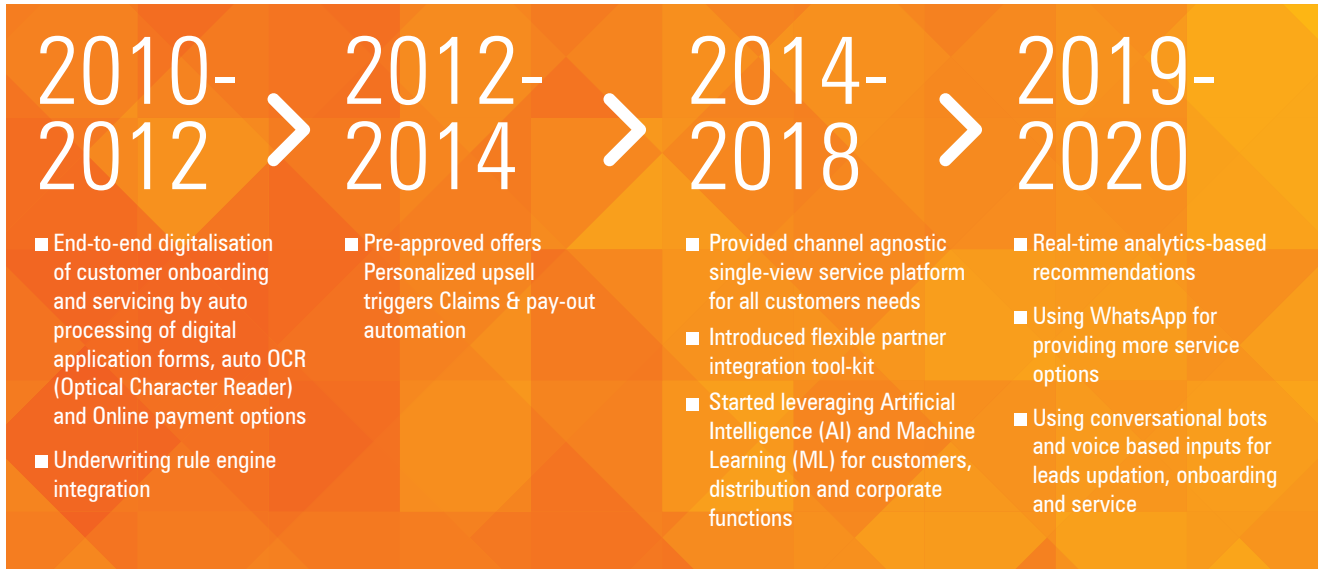 2010-
2012
End-to-end digitalisation
of customer onboarding
and servicing by auto
processing of digital
application forms, auto OCR
(Optical Character Reader)
and Online payment options
Underwriting rule engine
integration
2012-
2014
Pre-approved offers
Personalized upsell
triggers Claims & pay-out
automation
2014-
2018
Provided channel agnostic
single-view service platform
for all customers needs
Introduced flexible partner
integration tool-kit
Started leveraging Artificial
Intelligence (AI) and Machine
Learning (ML) for customers,
distribution and corporate
functions
2019-
2020
Real-time analytics-based
recommendations
Using WhatsApp for
providing more service
options
Using conversational bots
and voice based inputs for
leads updation, onboarding
and service